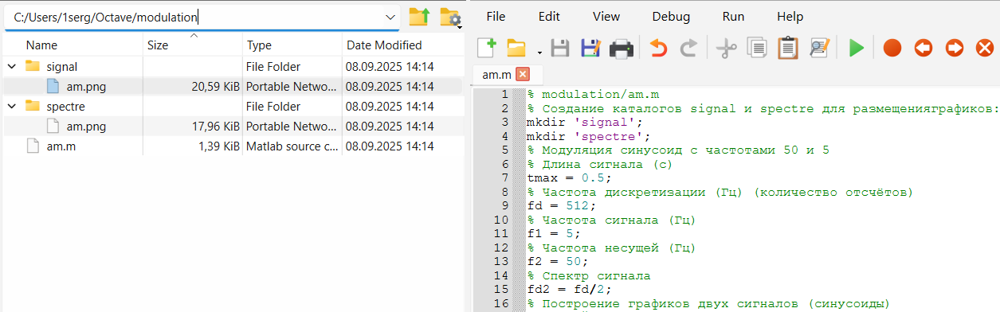 C:/Users/1serg/Octave/modulation
Name Size Type Date Modified
signal File Folder 08.09.2025 14:14
am.png 20,59 KiB Portable Netwo... 08.09.2025 14:14
spectre File Folder 08.09.2025 14:14
am.png 17,96 KiB Portable Netwo... 08.09.2025 14:14
am.m 1,39 KiB Matlab source c... 08.09.2025 14:14
File Edit View Debug Run Help
am.m
1 % modulation/am.m
2 % Создание каталогов signal и spectre для размещенияграфиков:
3 mkdir 'signal';
4 mkdir 'spectre';
5 % Модуляция синусоид с частотами 50 и 5
6 % Длина сигнала (с)
7 tmax = 0.5;
8 % Частота дискретизации (Гц) (количество отсчётов)
9 fd = 512;
10 % Частота сигнала (Гц)
11 f1 = 5;
12 % Частота несущей (Гц)
13 f2 = 50;
14 % Спектр сигнала
15 fd2 = fd/2;
16 % Построение графиков двух сигналов (синусоиды)